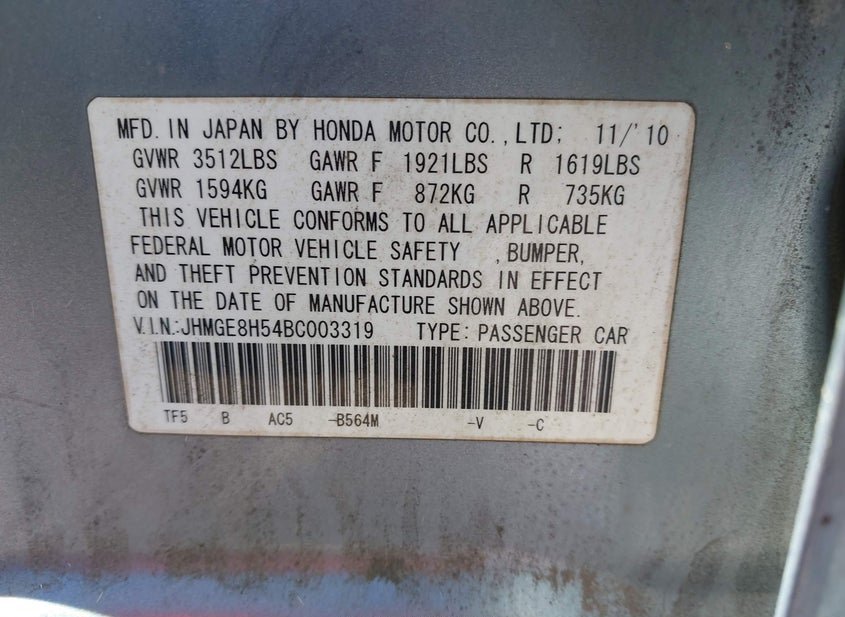 MFD. IN JAPAN BY HONDA MOTOR CO., LTD; 11/'10
GVWR 3512LBS GAWR F 1921LBS R 1619LBS
GVWR 1594KG GAWR F 872KG R 735KG
THIS VEHICLE CONFORMS TO ALL APPLICABLE
FEDERAL MOTOR VEHICLE SAFETY , BUMPER,
AND THEFT PREVENTION STANDARDS IN EFFECT
ON THE DATE OF MANUFACTURE SHOWN ABOVE.
V.I.N.:JHMGE8H54BC003319 TYPE: PASSENGER CAR
TF5 B AC5 -B564M -V -C